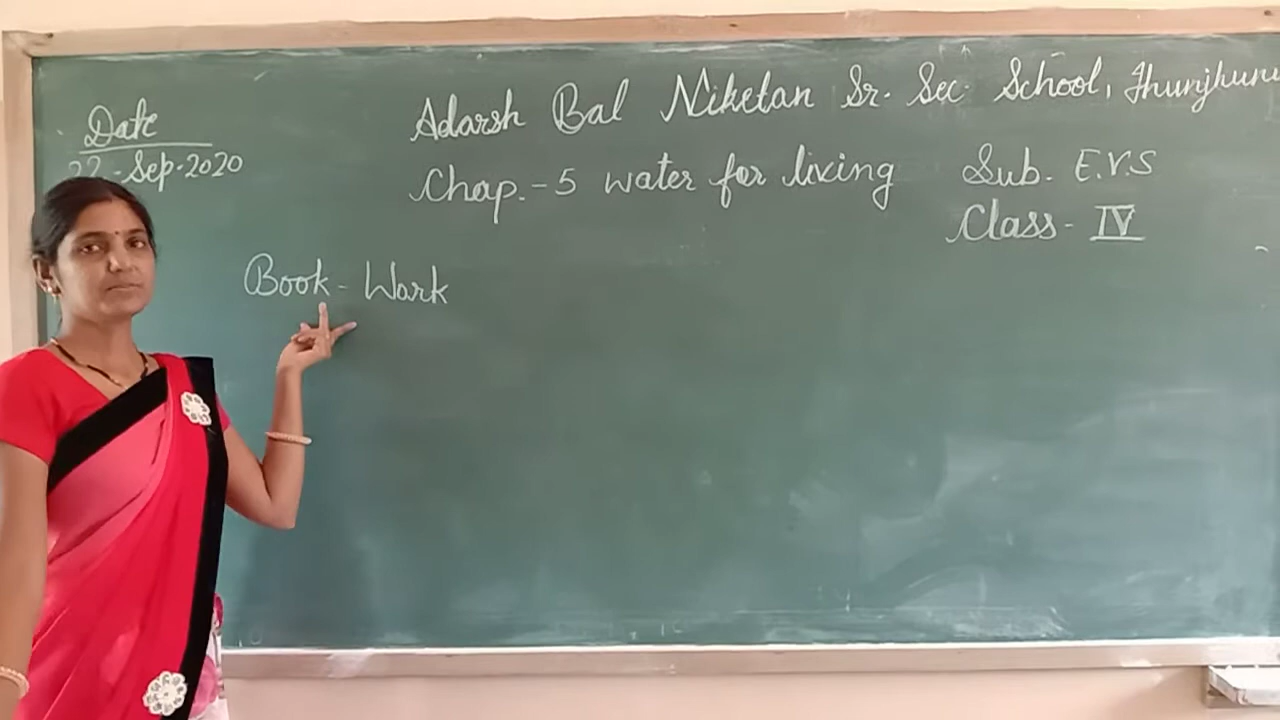 Date
22-Sep-2020
Adarsh Bal Niketan Sr. Sec. School, Jhunjhunu
Chap.-5 water for living
Sub. E.V.S
Class- IV
Book-Work